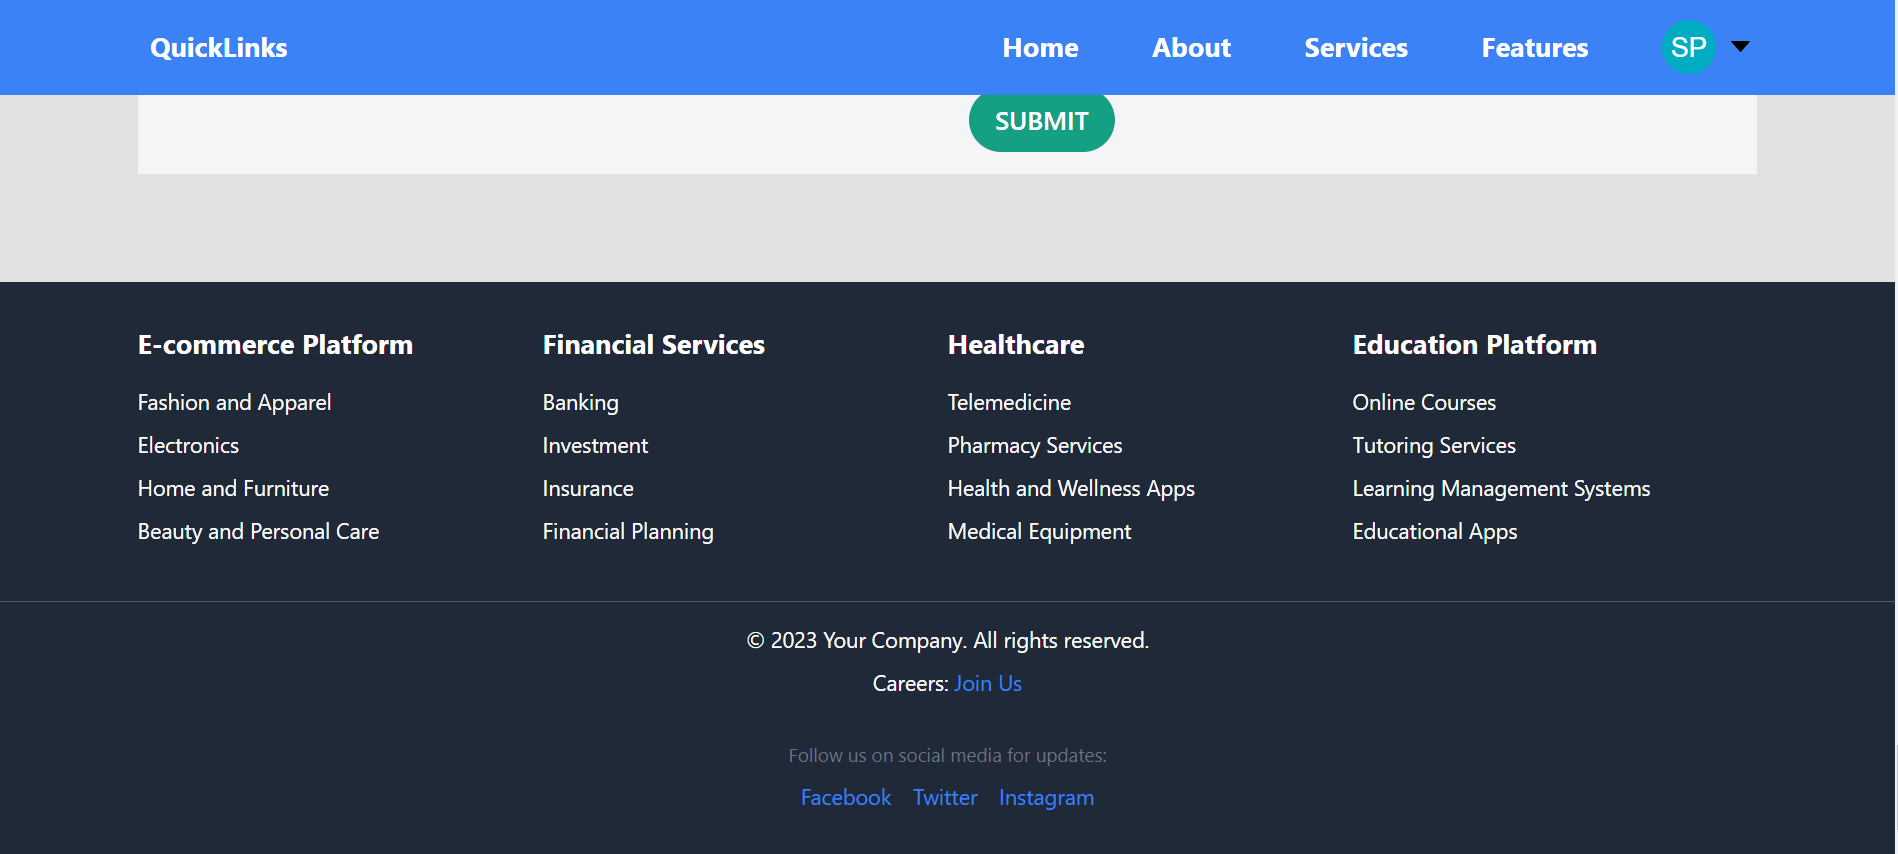 QuickLinks Home About Services Features SP
SUBMIT
E-commerce Platform
Fashion and Apparel
Electronics
Home and Furniture
Beauty and Personal Care
Financial Services
Banking
Investment
Insurance
Financial Planning
Healthcare
Telemedicine
Pharmacy Services
Health and Wellness Apps
Medical Equipment
Education Platform
Online Courses
Tutoring Services
Learning Management Systems
Educational Apps
© 2023 Your Company. All rights reserved.
Careers: Join Us
Follow us on social media for updates:
Facebook Twitter Instagram